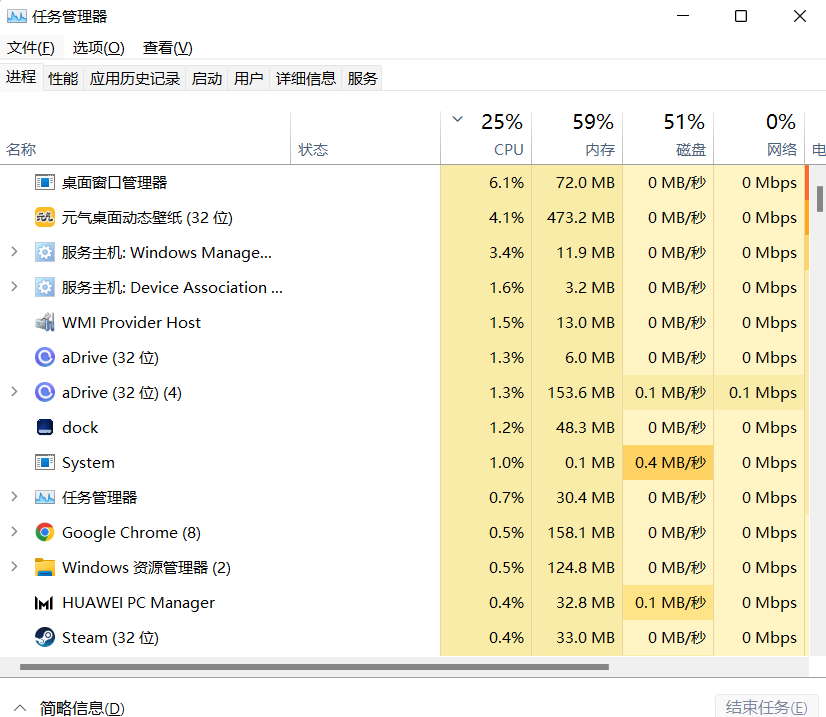 任务管理器
文件(F) 选项(O) 查看(V)
进程 性能 应用历史记录 启动 用户 详细信息 服务
25% 59% 51% 0%
名称 状态 CPU 内存 磁盘 网络 电
桌面窗口管理器 6.1% 72.0 MB 0 MB/秒 0 Mbps
元气 元气桌面动态壁纸 (32 位) 4.1% 473.2 MB 0 MB/秒 0 Mbps
服务主机: Windows Manage... 3.4% 11.9 MB 0 MB/秒 0 Mbps
服务主机: Device Association ... 1.6% 3.2 MB 0 MB/秒 0 Mbps
WMI Provider Host 1.5% 13.0 MB 0 MB/秒 0 Mbps
aDrive (32 位) 1.3% 6.0 MB 0 MB/秒 0 Mbps
aDrive (32 位) (4) 1.3% 153.6 MB 0.1 MB/秒 0.1 Mbps
dock 1.2% 48.3 MB 0 MB/秒 0 Mbps
System 1.0% 0.1 MB 0.4 MB/秒 0 Mbps
任务管理器 0.7% 30.4 MB 0 MB/秒 0 Mbps
Google Chrome (8) 0.5% 158.1 MB 0 MB/秒 0 Mbps
Windows 资源管理器 (2) 0.5% 124.8 MB 0 MB/秒 0 Mbps
HUAWEI PC Manager 0.4% 32.8 MB 0.1 MB/秒 0 Mbps
Steam (32 位) 0.4% 33.0 MB 0 MB/秒 0 Mbps
简略信息(D) 结束任务(E)